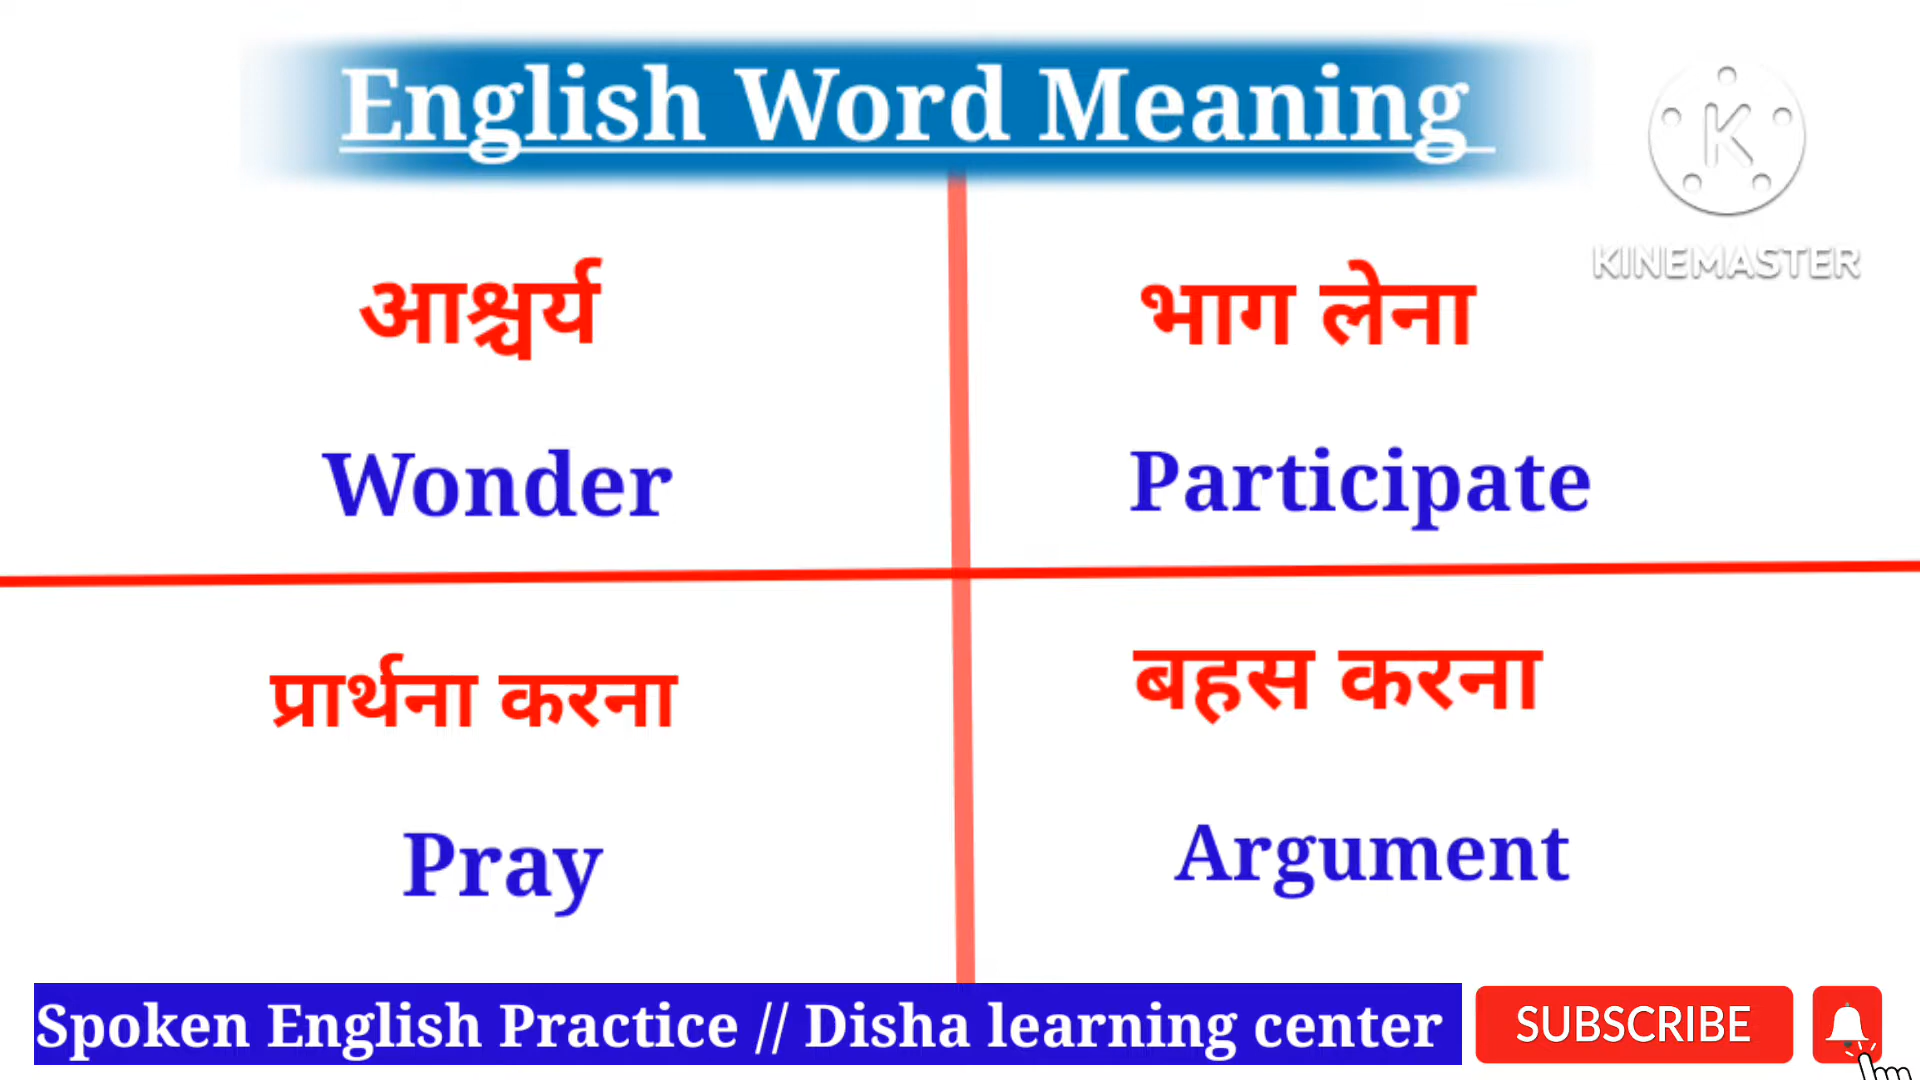 English Word Meaning
KINEMASTER
आश्चर्य
भाग लेना
Wonder
Participate
प्रार्थना करना
बहस करना
Pray
Argument
Spoken English Practice // Disha learning center
SUBSCRIBE